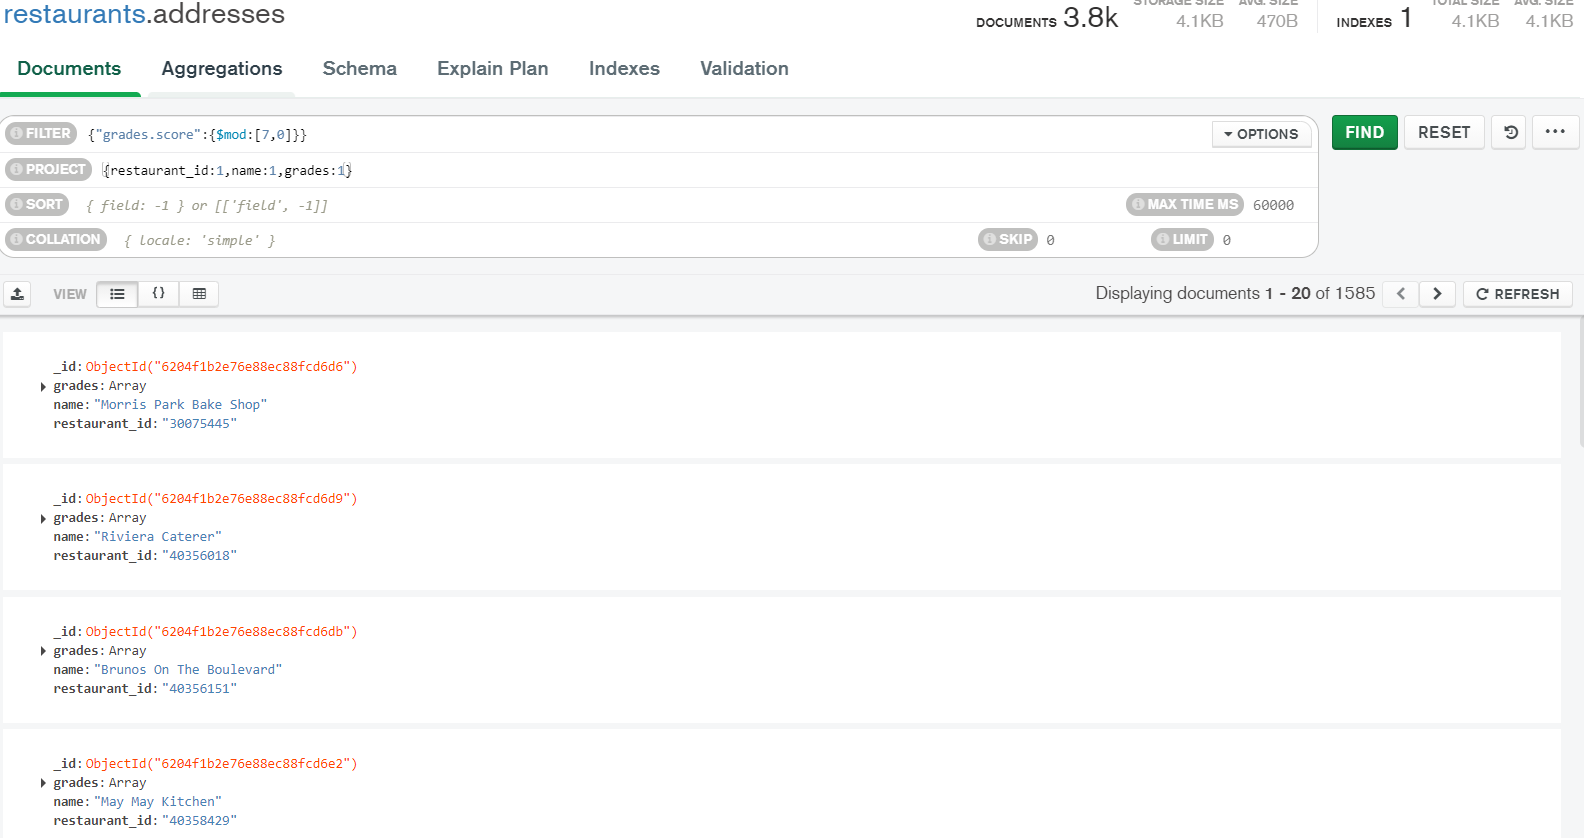 restaurants.addresses
DOCUMENTS 3.8k STORAGE SIZE 4.1KB AVG. SIZE 470B INDEXES 1 TOTAL SIZE 4.1KB AVG. SIZE 4.1KB
Documents Aggregations Schema Explain Plan Indexes Validation
FILTER {"grades.score":{$mod:[7,0]}} OPTIONS FIND RESET
PROJECT {restaurant_id:1,name:1,grades:1}
SORT { field: -1 } or [['field', -1]] MAX TIME MS 60000
COLLATION { locale: 'simple' } SKIP 0 LIMIT 0
VIEW {} Displaying documents 1 - 20 of 1585 REFRESH
_id: ObjectId("6204f1b2e76e88ec88fcd6d6")
grades: Array
name: "Morris Park Bake Shop"
restaurant_id: "30075445"
_id: ObjectId("6204f1b2e76e88ec88fcd6d9")
grades: Array
name: "Riviera Caterer"
restaurant_id: "40356018"
_id: ObjectId("6204f1b2e76e88ec88fcd6db")
grades: Array
name: "Brunos On The Boulevard"
restaurant_id: "40356151"
_id: ObjectId("6204f1b2e76e88ec88fcd6e2")
grades: Array
name: "May May Kitchen"
restaurant_id: "40358429"